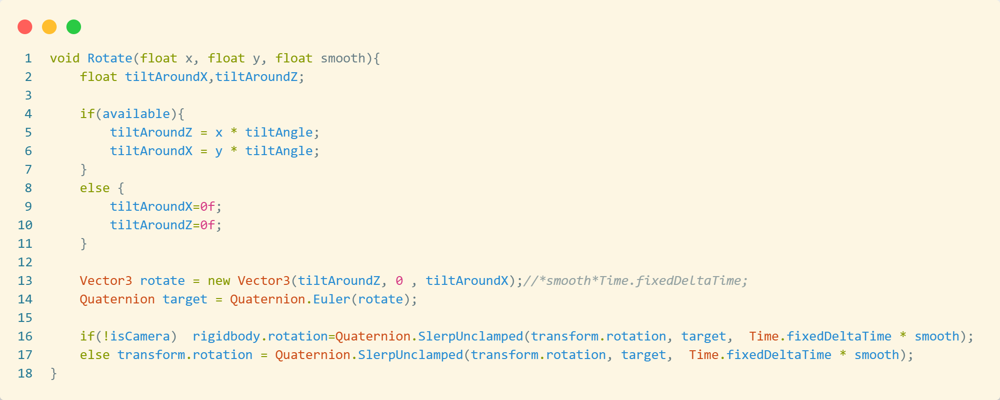 1 void Rotate(float x, float y, float smooth){
2     float tiltAroundX,tiltAroundZ;
3
4     if(available){
5         tiltAroundZ = x * tiltAngle;
6         tiltAroundX = y * tiltAngle;
7     }
8     else {
9         tiltAroundX=0f;
10         tiltAroundZ=0f;
11     }
12
13     Vector3 rotate = new Vector3(tiltAroundZ, 0 , tiltAroundX);//*smooth*Time.fixedDeltaTime;
14     Quaternion target = Quaternion.Euler(rotate);
15
16     if(!isCamera)  rigidbody.rotation=Quaternion.SlerpUnclamped(transform.rotation, target,  Time.fixedDeltaTime * smooth);
17     else transform.rotation = Quaternion.SlerpUnclamped(transform.rotation, target,  Time.fixedDeltaTime * smooth);
18 }